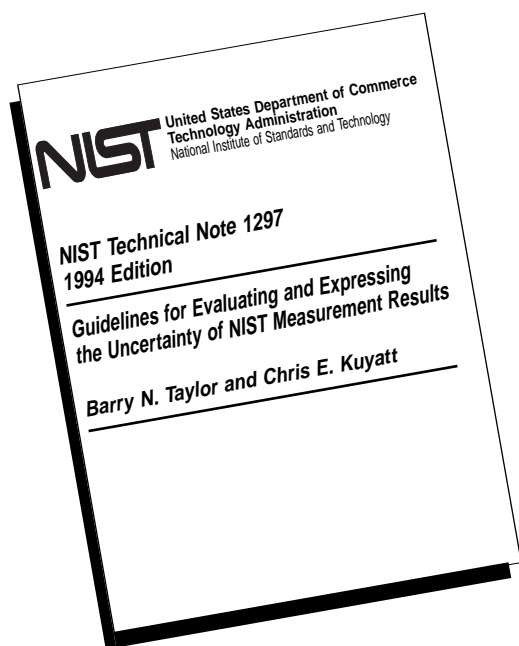 NIST
United States Department of Commerce
Technology Administration
National Institute of Standards and Technology
NIST Technical Note 1297
1994 Edition
Guidelines for Evaluating and Expressing
the Uncertainty of NIST Measurement Results
Barry N. Taylor and Chris E. Kuyatt